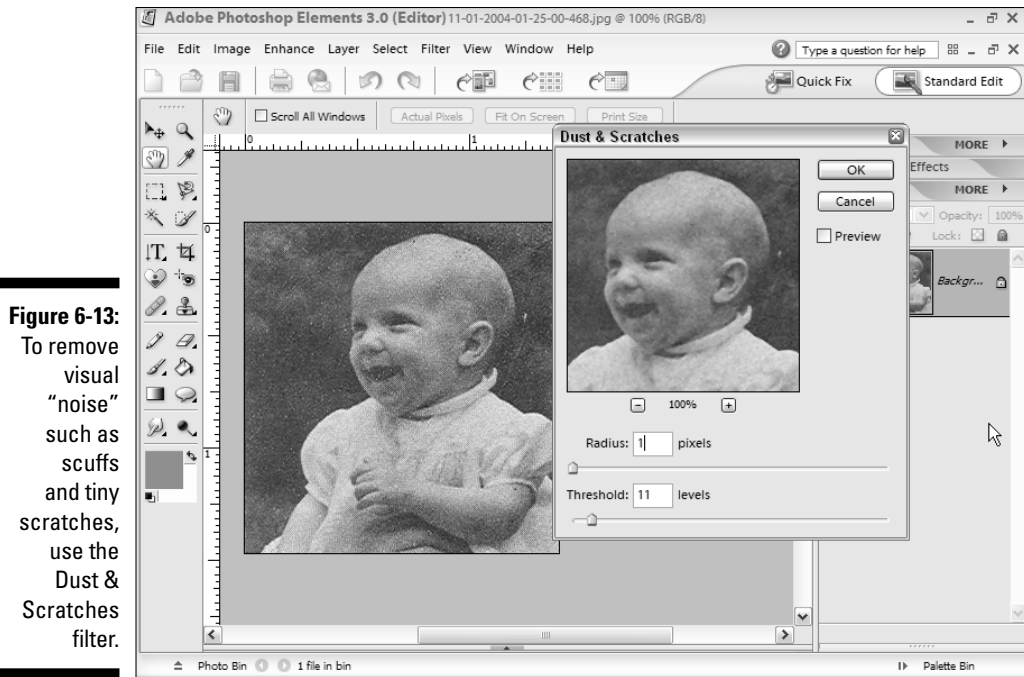 Adobe Photoshop Elements 3.0 (Editor) 11-01-2004-01-25-00-468.jpg @ 100% (RGB/8)
File Edit Image Enhance Layer Select Filter View Window Help
Type a question for help
Quick Fix
Standard Edit
Scroll All Windows
Actual Pixels
Fit On Screen
Print Size
0
1
0
1
Dust & Scratches
OK
Cancel
Preview
100%
Radius: 1 pixels
Threshold: 11 levels
MORE
Effects
MORE
Opacity: 100%
Lock:
Backgr...
Photo Bin
1 file in bin
Palette Bin
Figure 6-13:
To remove
visual
“noise”
such as
scuffs
and tiny
scratches,
use the
Dust &
Scratches
filter.